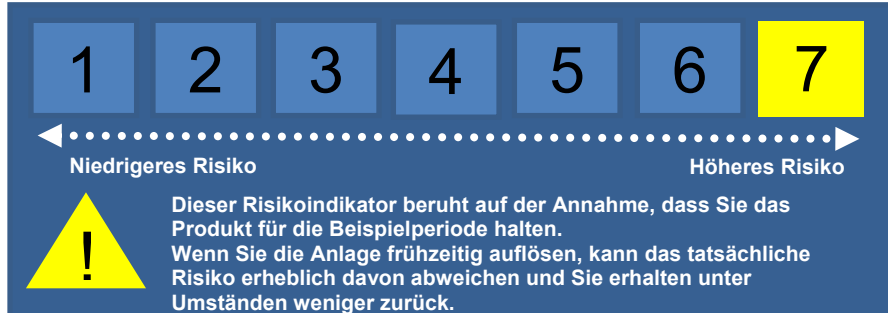 1 2 3 4 5 6 7
Niedrigeres Risiko Höheres Risiko
!
Dieser Risikoindikator beruht auf der Annahme, dass Sie das
Produkt für die Beispielperiode halten.
Wenn Sie die Anlage frühzeitig auflösen, kann das tatsächliche
Risiko erheblich davon abweichen und Sie erhalten unter
Umständen weniger zurück.